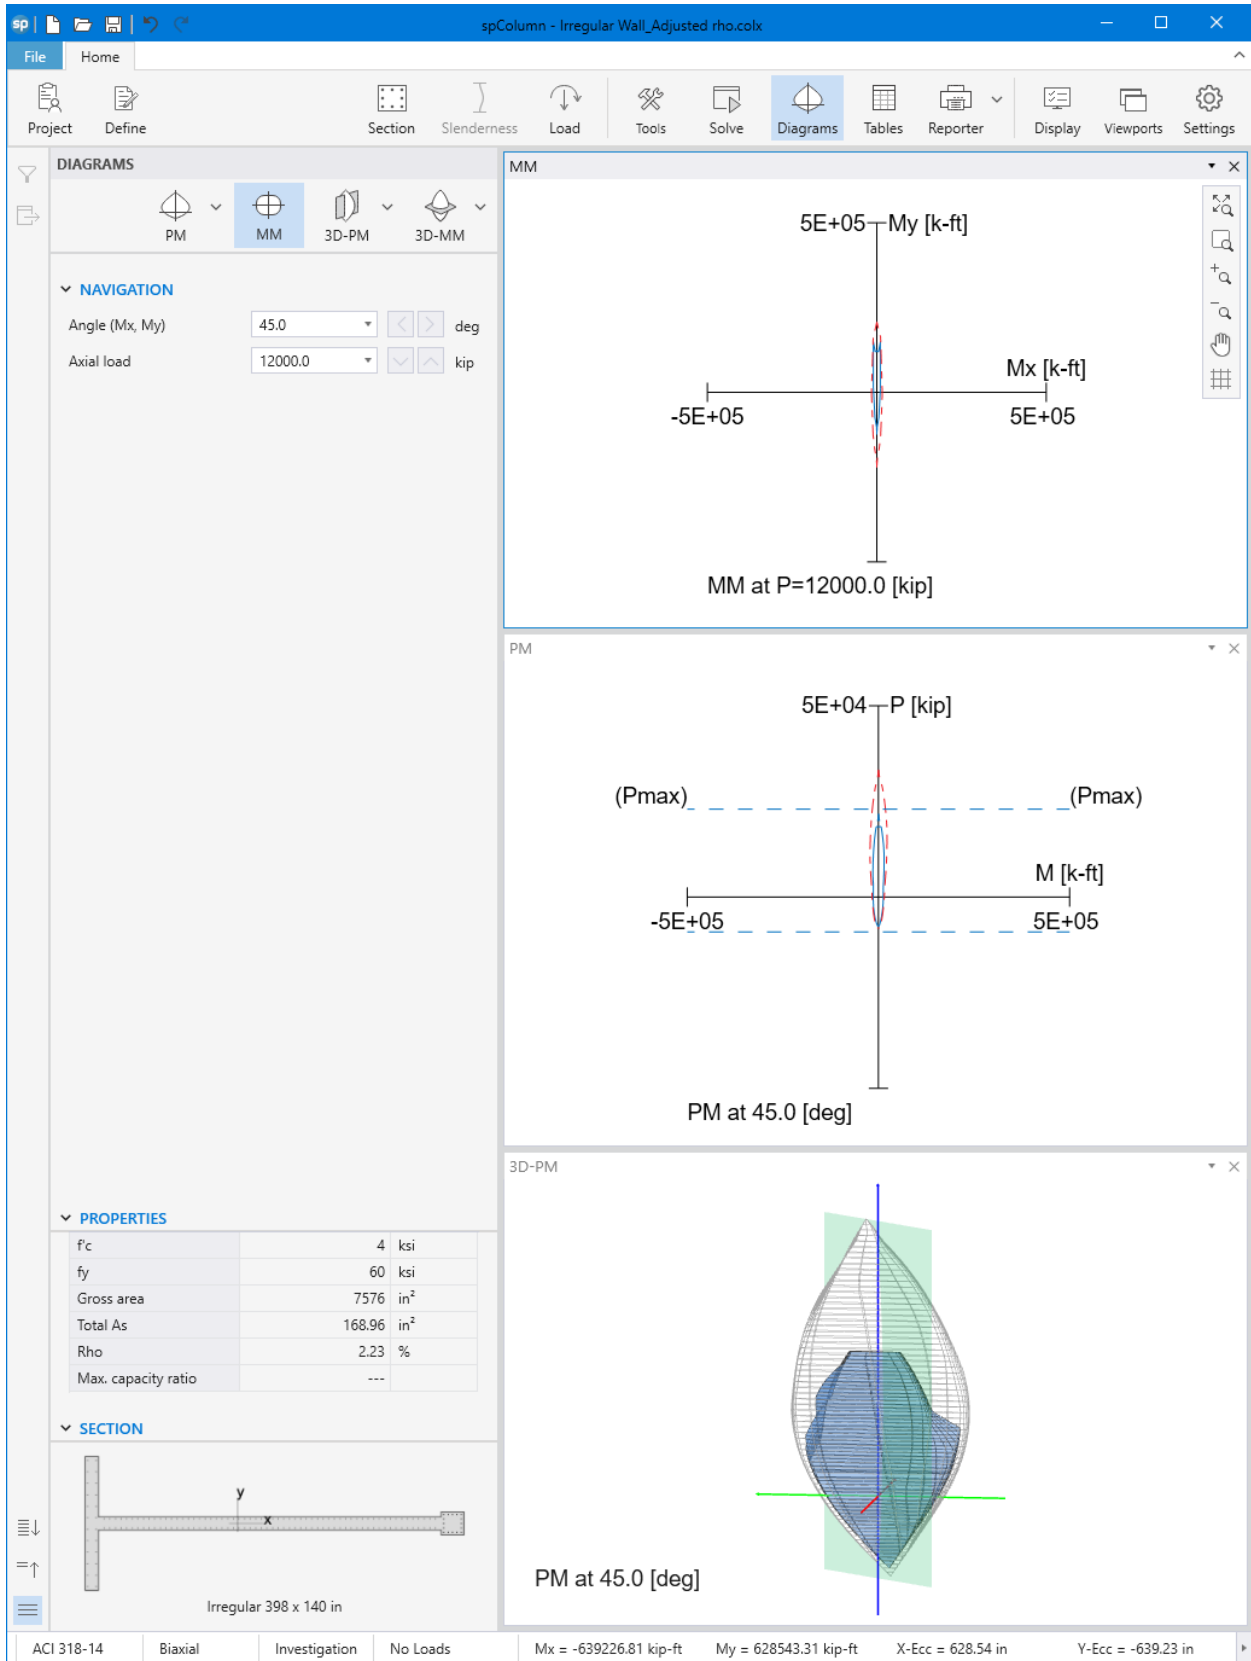 sp
spColumn - Irregular Wall_Adjusted rho.colx
File Home
Project Define Section Slenderness Load Tools Solve Diagrams Tables Reporter Display Viewports Settings
DIAGRAMS
PM MM 3D-PM 3D-MM
NAVIGATION
Angle (Mx, My) 45.0 deg
Axial load 12000.0 kip
MM
5E+05 My [k-ft]
Mx [k-ft]
-5E+05 5E+05
MM at P=12000.0 [kip]
PM
5E+04 P [kip]
(Pmax) (Pmax)
M [k-ft]
-5E+05 5E+05
PM at 45.0 [deg]
3D-PM
PM at 45.0 [deg]
PROPERTIES
f'c 4 ksi
fy 60 ksi
Gross area 7576 in²
Total As 168.96 in²
Rho 2.23 %
Max. capacity ratio ---
SECTION
y
x
Irregular 398 x 140 in
ACI 318-14 Biaxial Investigation No Loads Mx = -639226.81 kip-ft My = 628543.31 kip-ft X-Ecc = 628.54 in Y-Ecc = -639.23 in